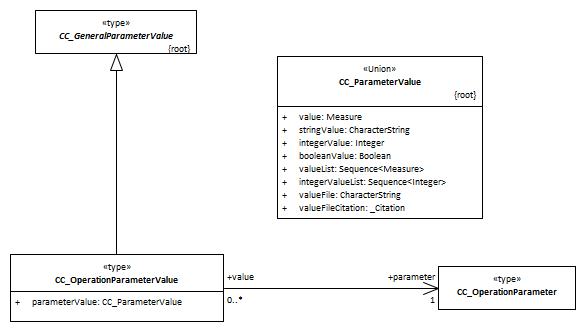 «type»
CC_GeneralParameterValue
{root}
«Union»
CC_ParameterValue
{root}
+ value: Measure
+ stringValue: CharacterString
+ integerValue: Integer
+ booleanValue: Boolean
+ valueList: Sequence<Measure>
+ integerValueList: Sequence<Integer>
+ valueFile: CharacterString
+ valueFileCitation: _Citation
«type»
CC_OperationParameterValue
+ parameterValue: CC_ParameterValue
+value
0..*
+parameter
1
«type»
CC_OperationParameter